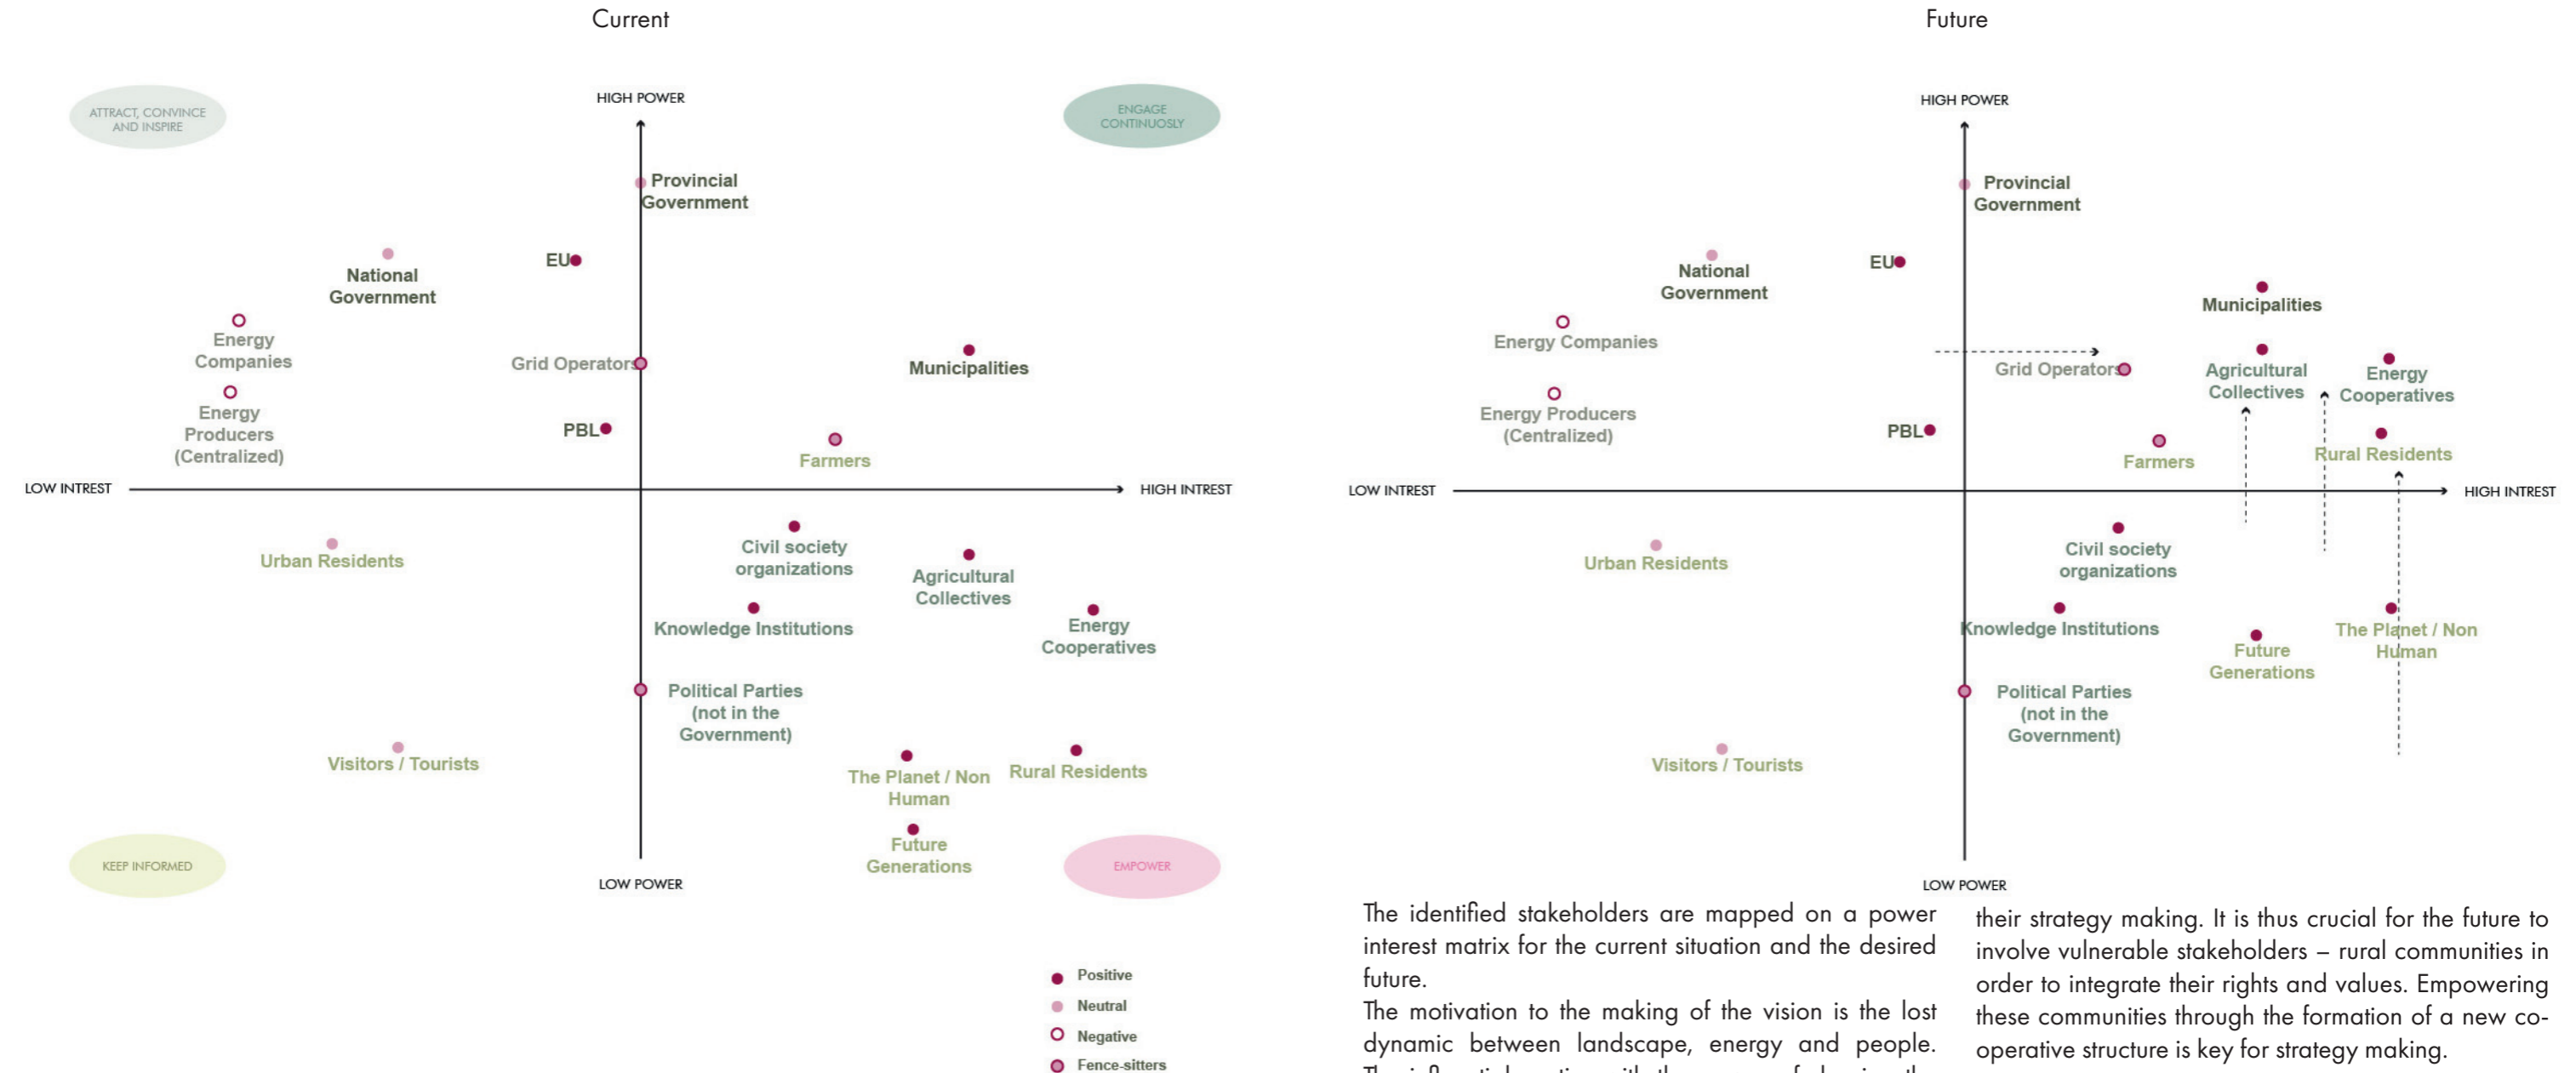 Current
HIGH POWER
ATTRACT, CONVINCE
AND INSPIRE
ENGAGE
CONTINUOSLY
Provincial
Government
EU
National
Government
Energy
Companies
Grid Operators
Municipalities
Energy
Producers
(Centralized)
PBL
Farmers
LOW INTREST
HIGH INTREST
Urban Residents
Civil society
organizations
Agricultural
Collectives
Knowledge Institutions
Energy
Cooperatives
Political Parties
(not in the
Government)
Visitors / Tourists
The Planet / Non
Human
Rural Residents
Future
Generations
KEEP INFORMED
EMPOWER
LOW POWER
Positive
Neutral
Negative
Fence-sitters
Future
HIGH POWER
Provincial
Government
EU
National
Government
Municipalities
Energy Companies
Grid Operators
Agricultural
Collectives
Energy
Cooperatives
Energy Producers
(Centralized)
PBL
Farmers
Rural Residents
LOW INTREST
HIGH INTREST
Urban Residents
Civil society
organizations
Knowledge Institutions
Future
Generations
The Planet / Non
Human
Political Parties
(not in the
Government)
Visitors / Tourists
LOW POWER
The identified stakeholders are mapped on a power
interest matrix for the current situation and the desired
future.
The motivation to the making of the vision is the lost
dynamic between landscape, energy and people.
their strategy making. It is thus crucial for the future to
involve vulnerable stakeholders – rural communities in
order to integrate their rights and values. Empowering
these communities through the formation of a new co-
operative structure is key for strategy making.